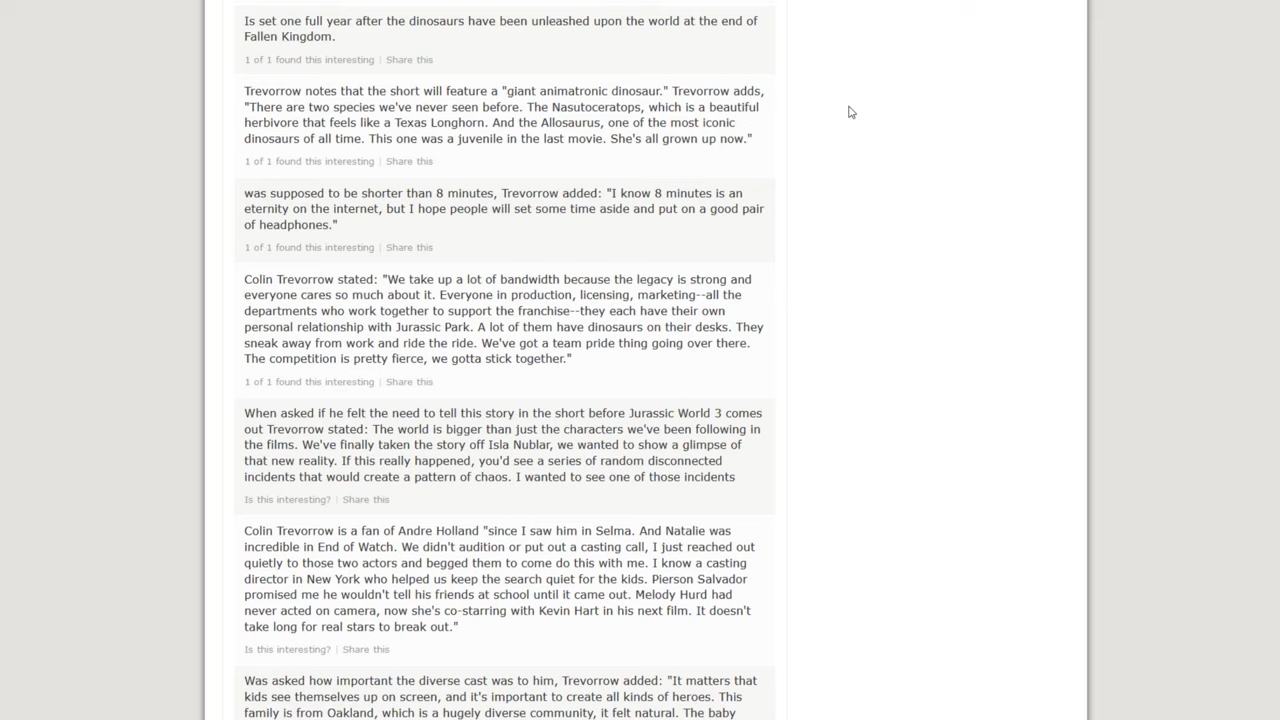 Is set one full year after the dinosaurs have been unleashed upon the world at the end of
Fallen Kingdom.
1 of 1 found this interesting | Share this
Trevorrow notes that the short will feature a "giant animatronic dinosaur." Trevorrow adds,
"There are two species we've never seen before. The Nasutoceratops, which is a beautiful
herbivore that feels like a Texas Longhorn. And the Allosaurus, one of the most iconic
dinosaurs of all time. This one was a juvenile in the last movie. She's all grown up now."
1 of 1 found this interesting | Share this
was supposed to be shorter than 8 minutes, Trevorrow added: "I know 8 minutes is an
eternity on the internet, but I hope people will set some time aside and put on a good pair
of headphones."
1 of 1 found this interesting | Share this
Colin Trevorrow stated: "We take up a lot of bandwidth because the legacy is strong and
everyone cares so much about it. Everyone in production, licensing, marketing--all the
departments who work together to support the franchise--they each have their own
personal relationship with Jurassic Park. A lot of them have dinosaurs on their desks. They
sneak away from work and ride the ride. We've got a team pride thing going over there.
The competition is pretty fierce, we gotta stick together."
1 of 1 found this interesting | Share this
When asked if he felt the need to tell this story in the short before Jurassic World 3 comes
out Trevorrow stated: The world is bigger than just the characters we've been following in
the films. We've finally taken the story off Isla Nublar, we wanted to show a glimpse of
that new reality. If this really happened, you'd see a series of random disconnected
incidents that would create a pattern of chaos. I wanted to see one of those incidents
Is this interesting? | Share this
Colin Trevorrow is a fan of Andre Holland "since I saw him in Selma. And Natalie was
incredible in End of Watch. We didn't audition or put out a casting call, I just reached out
quietly to those two actors and begged them to come do this with me. I know a casting
director in New York who helped us keep the search quiet for the kids. Pierson Salvador
promised me he wouldn't tell his friends at school until it came out. Melody Hurd had
never acted on camera, now she's co-starring with Kevin Hart in his next film. It doesn't
take long for real stars to break out."
Is this interesting? | Share this
Was asked how important the diverse cast was to him, Trevorrow added: "It matters that
kids see themselves up on screen, and it's important to create all kinds of heroes. This
family is from Oakland, which is a hugely diverse community, it felt natural. The baby